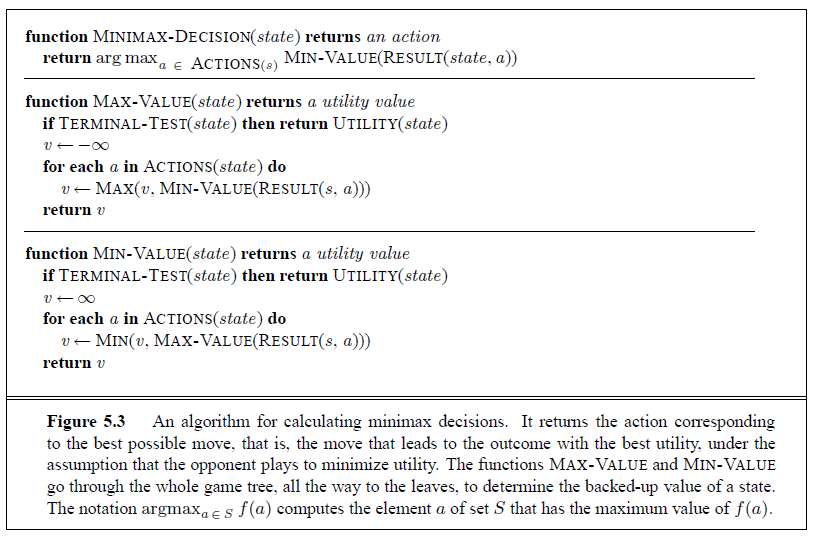 function MINIMAX-DECISION(state) returns an action
return arg max a ∈ ACTIONS(s) MIN-VALUE(RESULT(state, a))
function MAX-VALUE(state) returns a utility value
if TERMINAL-TEST(state) then return UTILITY(state)
v ← −∞
for each a in ACTIONS(state) do
v ← MAX(v, MIN-VALUE(RESULT(s, a)))
return v
function MIN-VALUE(state) returns a utility value
if TERMINAL-TEST(state) then return UTILITY(state)
v ← ∞
for each a in ACTIONS(state) do
v ← MIN(v, MAX-VALUE(RESULT(s, a)))
return v
Figure 5.3 An algorithm for calculating minimax decisions. It returns the action corresponding
to the best possible move, that is, the move that leads to the outcome with the best utility, under the
assumption that the opponent plays to minimize utility. The functions MAX-VALUE and MIN-VALUE
go through the whole game tree, all the way to the leaves, to determine the backed-up value of a state.
The notation argmax a ∈ S f(a) computes the element a of set S that has the maximum value of f(a).